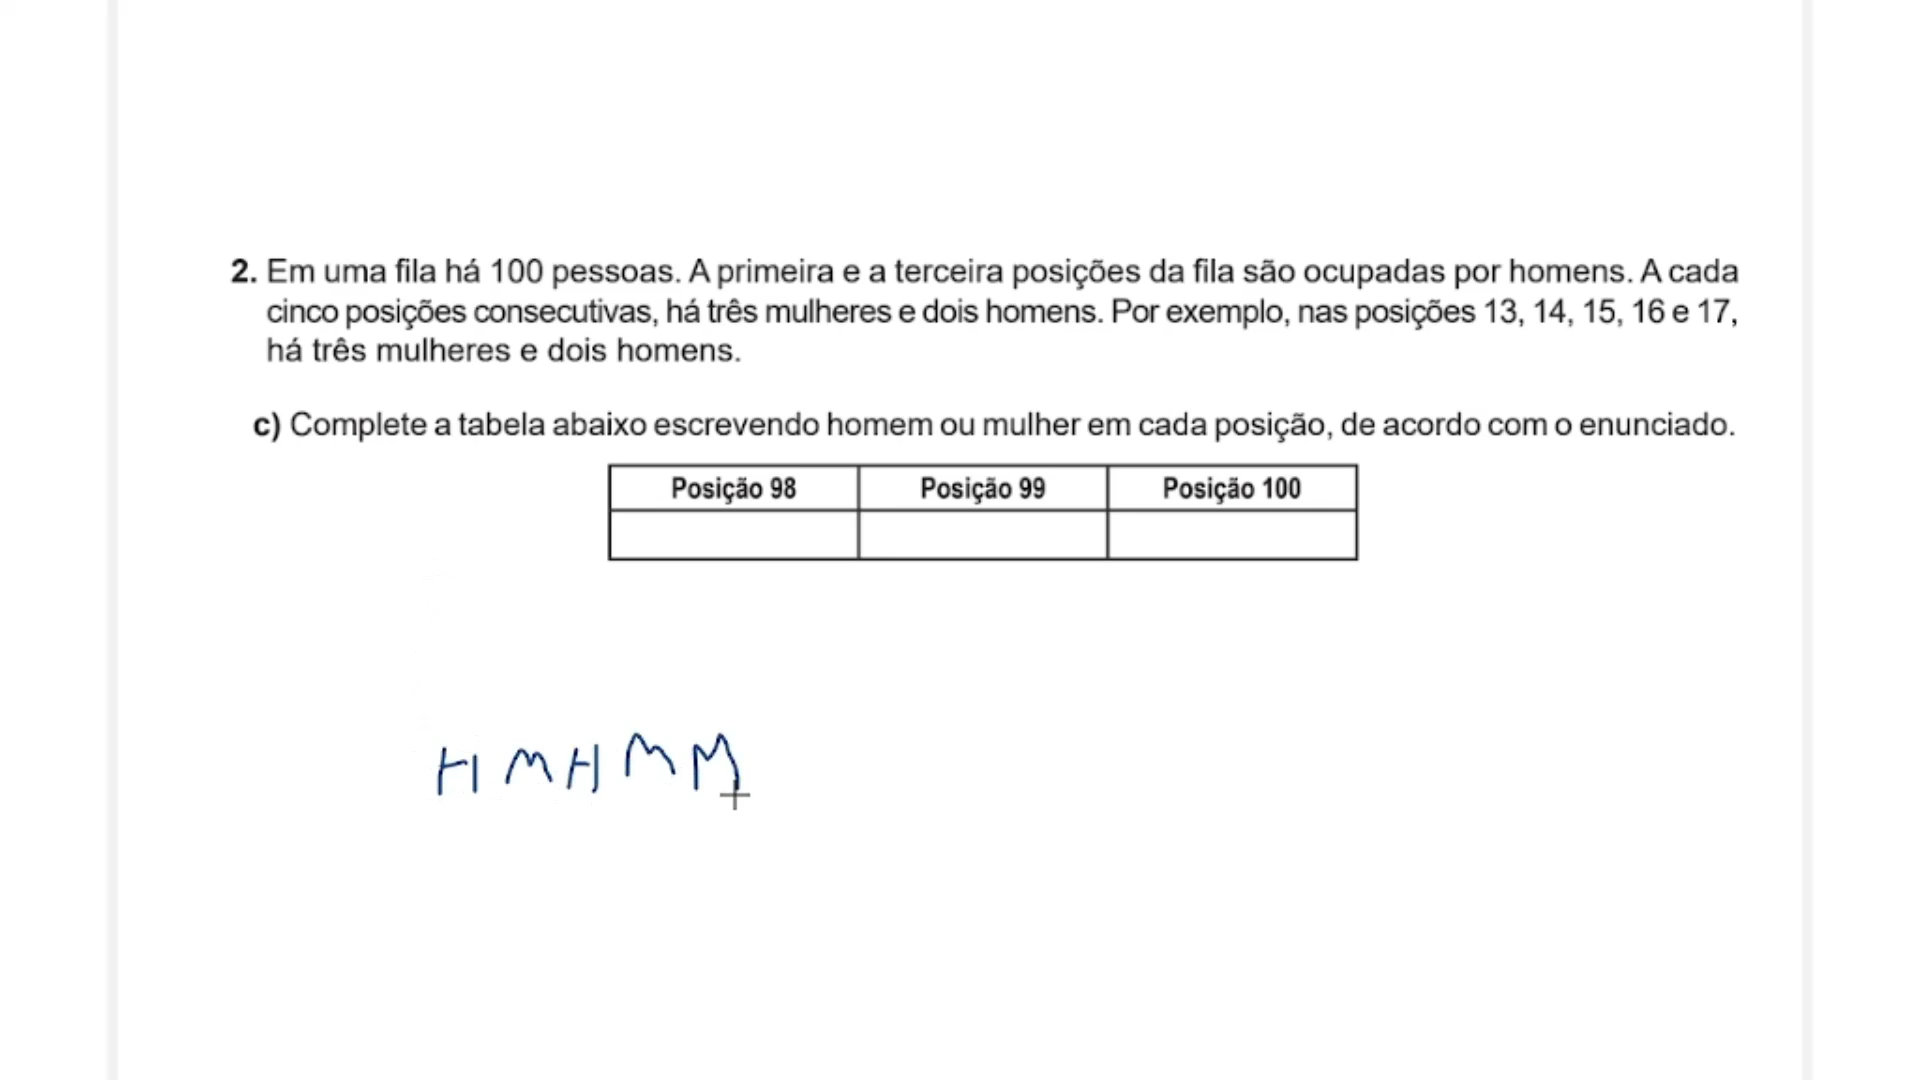 2. Em uma fila há 100 pessoas. A primeira e a terceira posições da fila são ocupadas por homens. A cada
cinco posições consecutivas, há três mulheres e dois homens. Por exemplo, nas posições 13, 14, 15, 16 e 17,
há três mulheres e dois homens.
c) Complete a tabela abaixo escrevendo homem ou mulher em cada posição, de acordo com o enunciado.
Posição 98 Posição 99 Posição 100
H M H M M